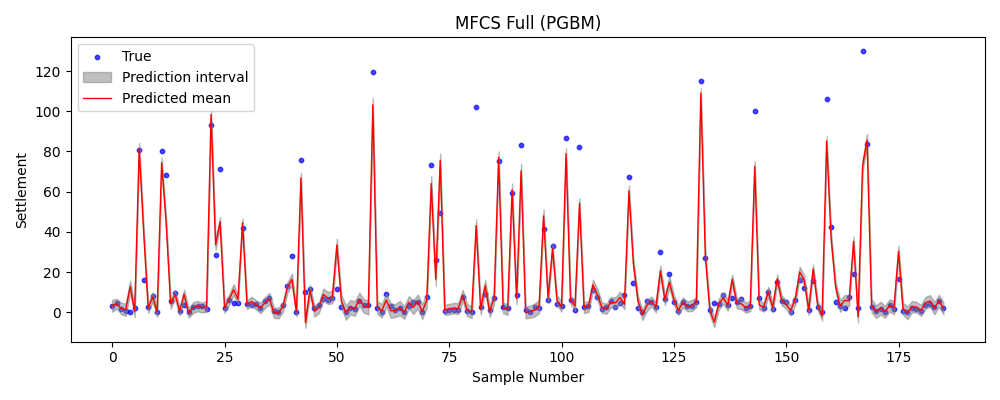 MFCS Full (PGBM)
True
Prediction interval
Predicted mean
Settlement
120
100
80
60
40
20
0
0 25 50 75 100 125 150 175
Sample Number